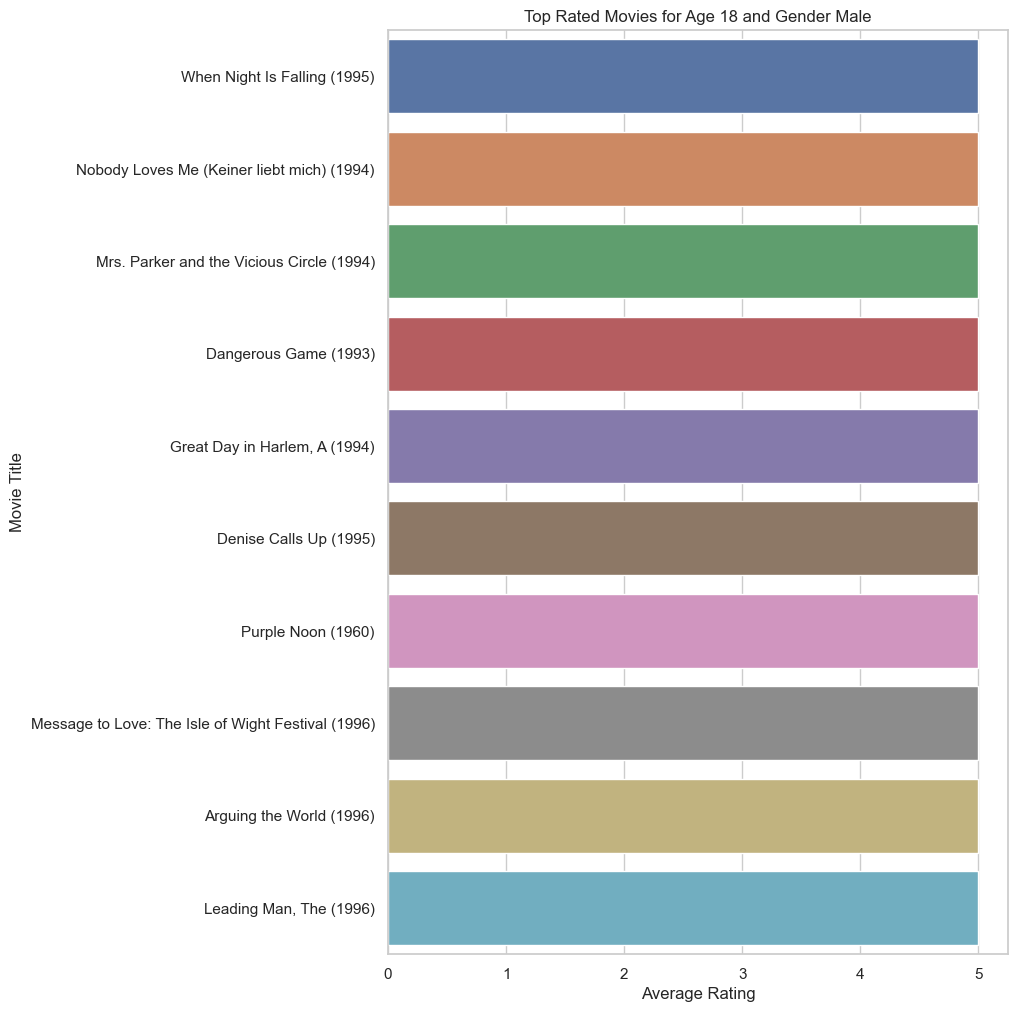 Top Rated Movies for Age 18 and Gender Male
Movie Title
When Night Is Falling (1995)
Nobody Loves Me (Keiner liebt mich) (1994)
Mrs. Parker and the Vicious Circle (1994)
Dangerous Game (1993)
Great Day in Harlem, A (1994)
Denise Calls Up (1995)
Purple Noon (1960)
Message to Love: The Isle of Wight Festival (1996)
Arguing the World (1996)
Leading Man, The (1996)
0 1 2 3 4 5
Average Rating